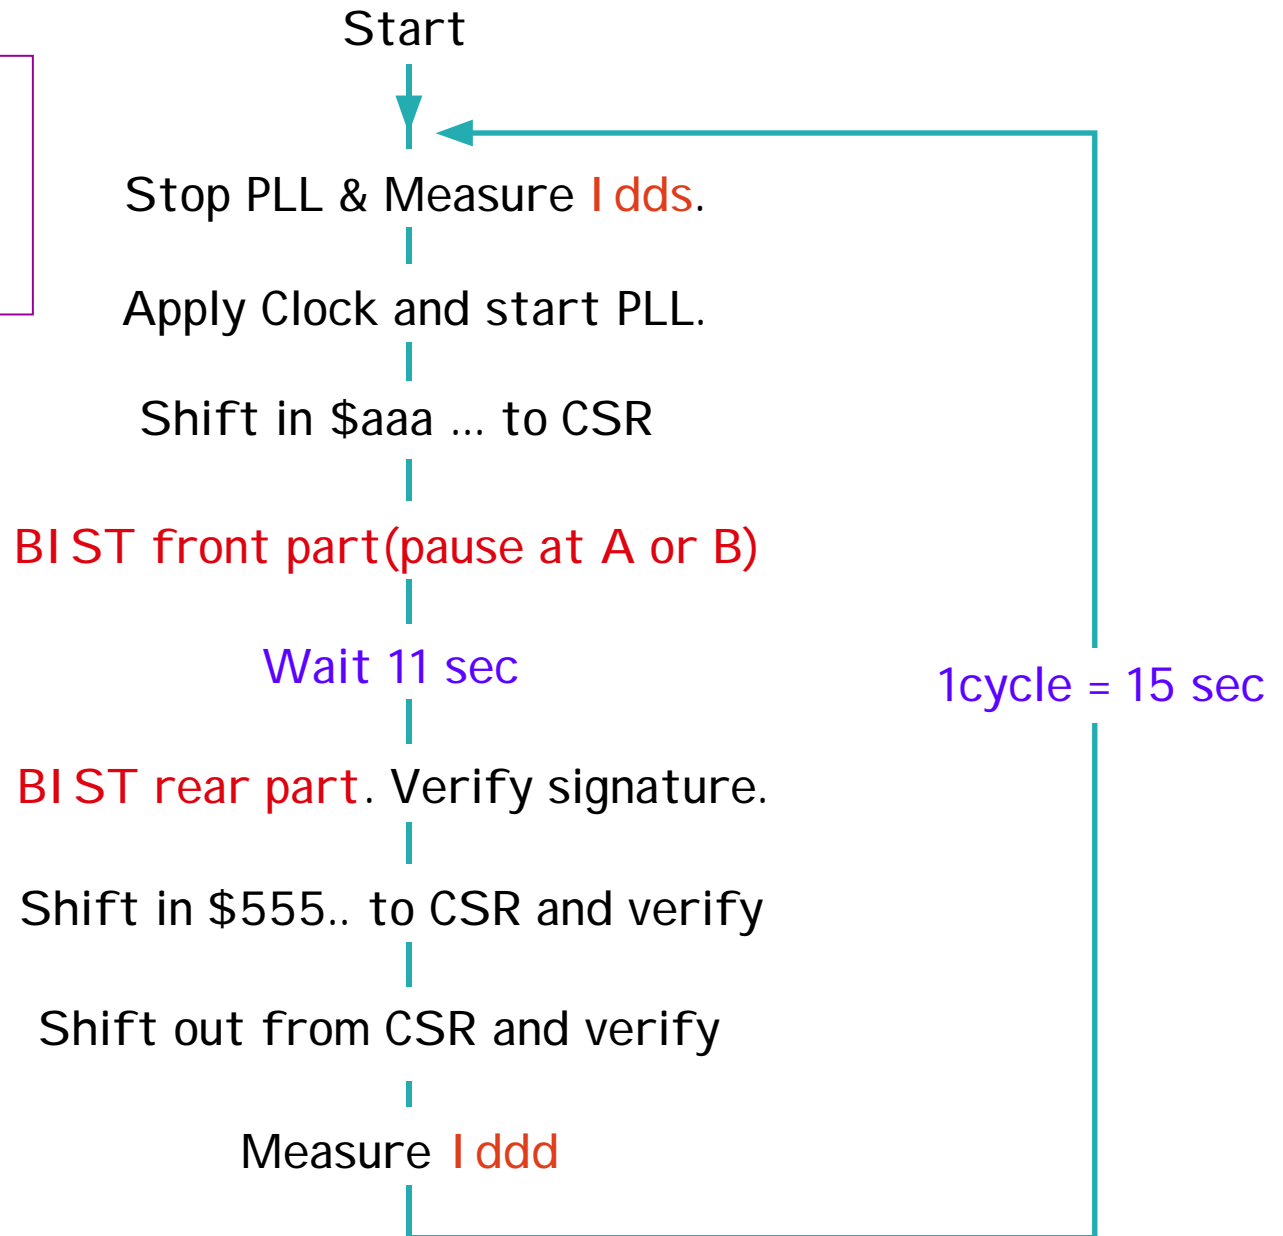 Start
Stop PLL & Measure Idds.
Apply Clock and start PLL.
Shift in $aaa ... to CSR
BIST front part(pause at A or B)
Wait 11 sec
1cycle = 15 sec
BIST rear part. Verify signature.
Shift in $555.. to CSR and verify
Shift out from CSR and verify
Measure Iddd